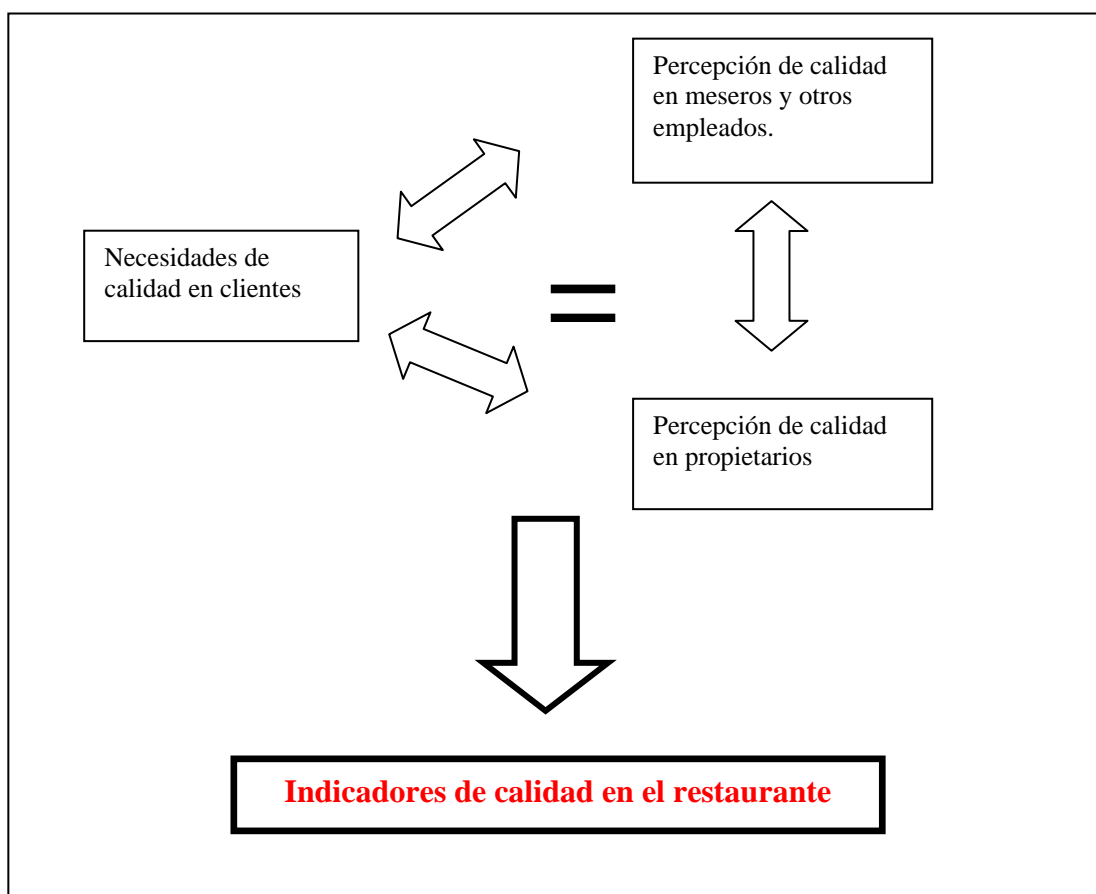 Percepción de calidad
en meseros y otros
empleados.
Necesidades de
calidad en clientes
=
Percepción de calidad
en propietarios
Indicadores de calidad en el restaurante